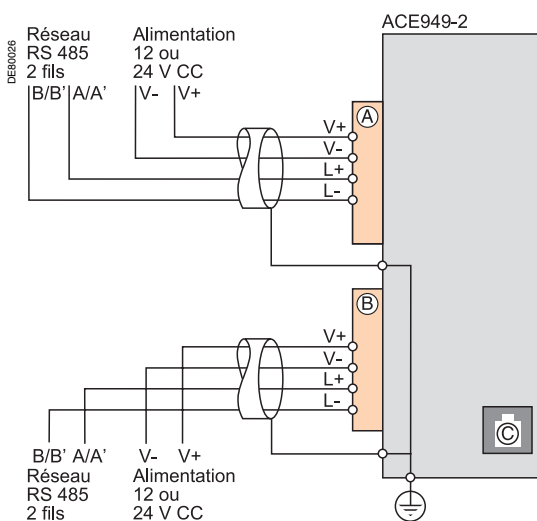 ACE949-2
DE80026
Réseau
RS 485
2 fils
B/B' A/A'
Alimentation
12 ou
24 V CC
V- V+
A
V+
V-
L+
L-
B
V+
V-
L+
L-
C
B/B' A/A'
Réseau
RS 485
2 fils
V- V+
Alimentation
12 ou
24 V CC